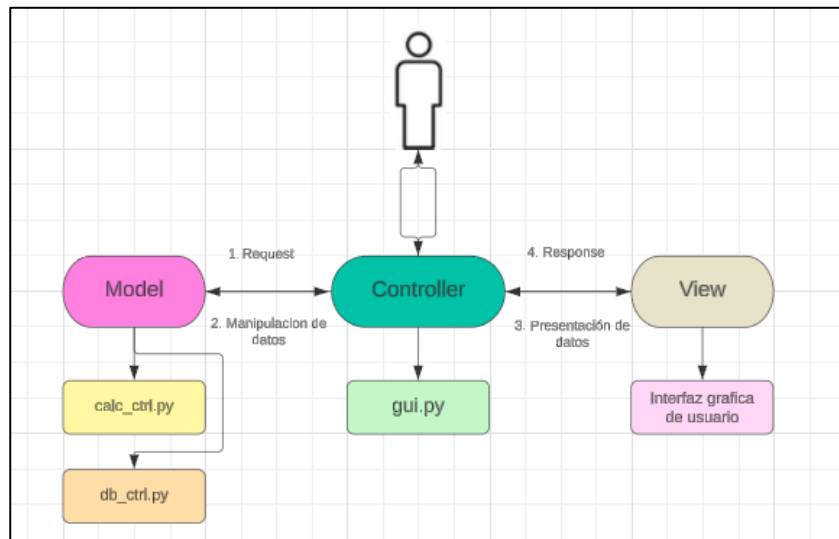 1. Request
4. Response
Model
Controller
View
2. Manipulacion de
datos
3. Presentación de
datos
calc_ctrl.py
gui.py
Interfaz grafica
de usuario
db_ctrl.py